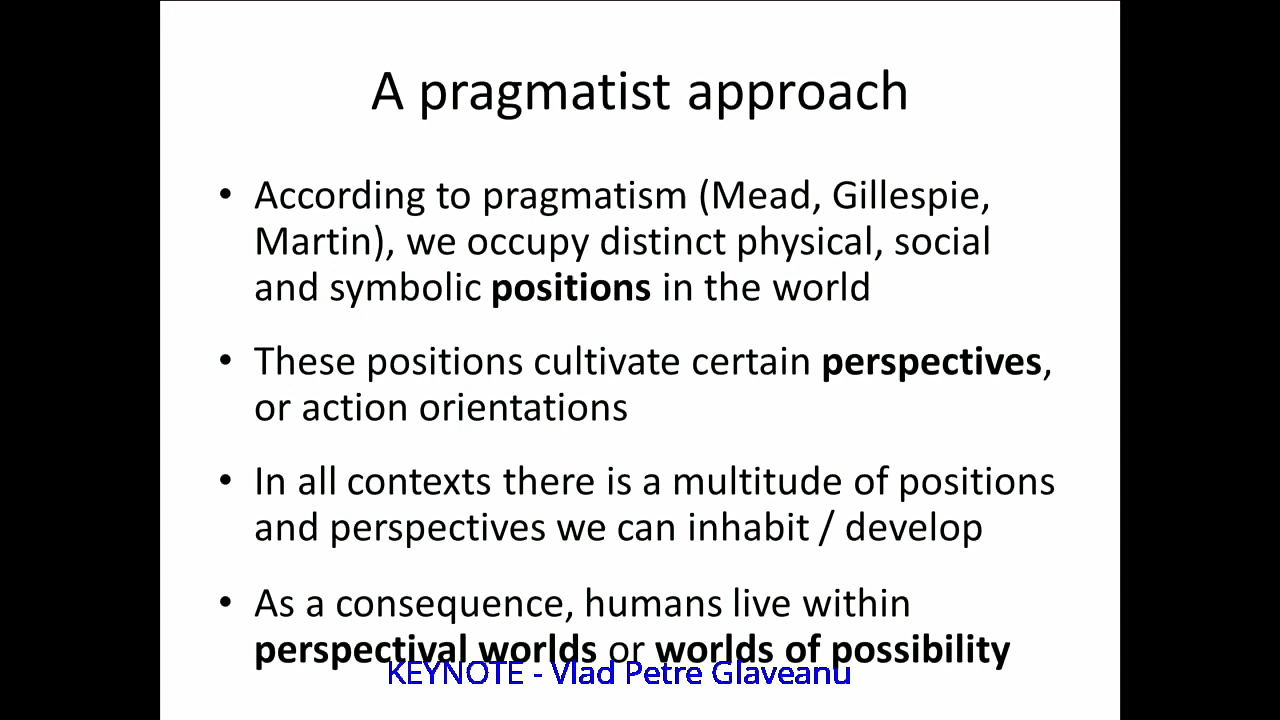 A pragmatist approach
• According to pragmatism (Mead, Gillespie,
Martin), we occupy distinct physical, social
and symbolic positions in the world
• These positions cultivate certain perspectives,
or action orientations
• In all contexts there is a multitude of positions
and perspectives we can inhabit / develop
• As a consequence, humans live within
perspectival worlds or worlds of possibility
KEYNOTE - Vlad Petre Glaveanu